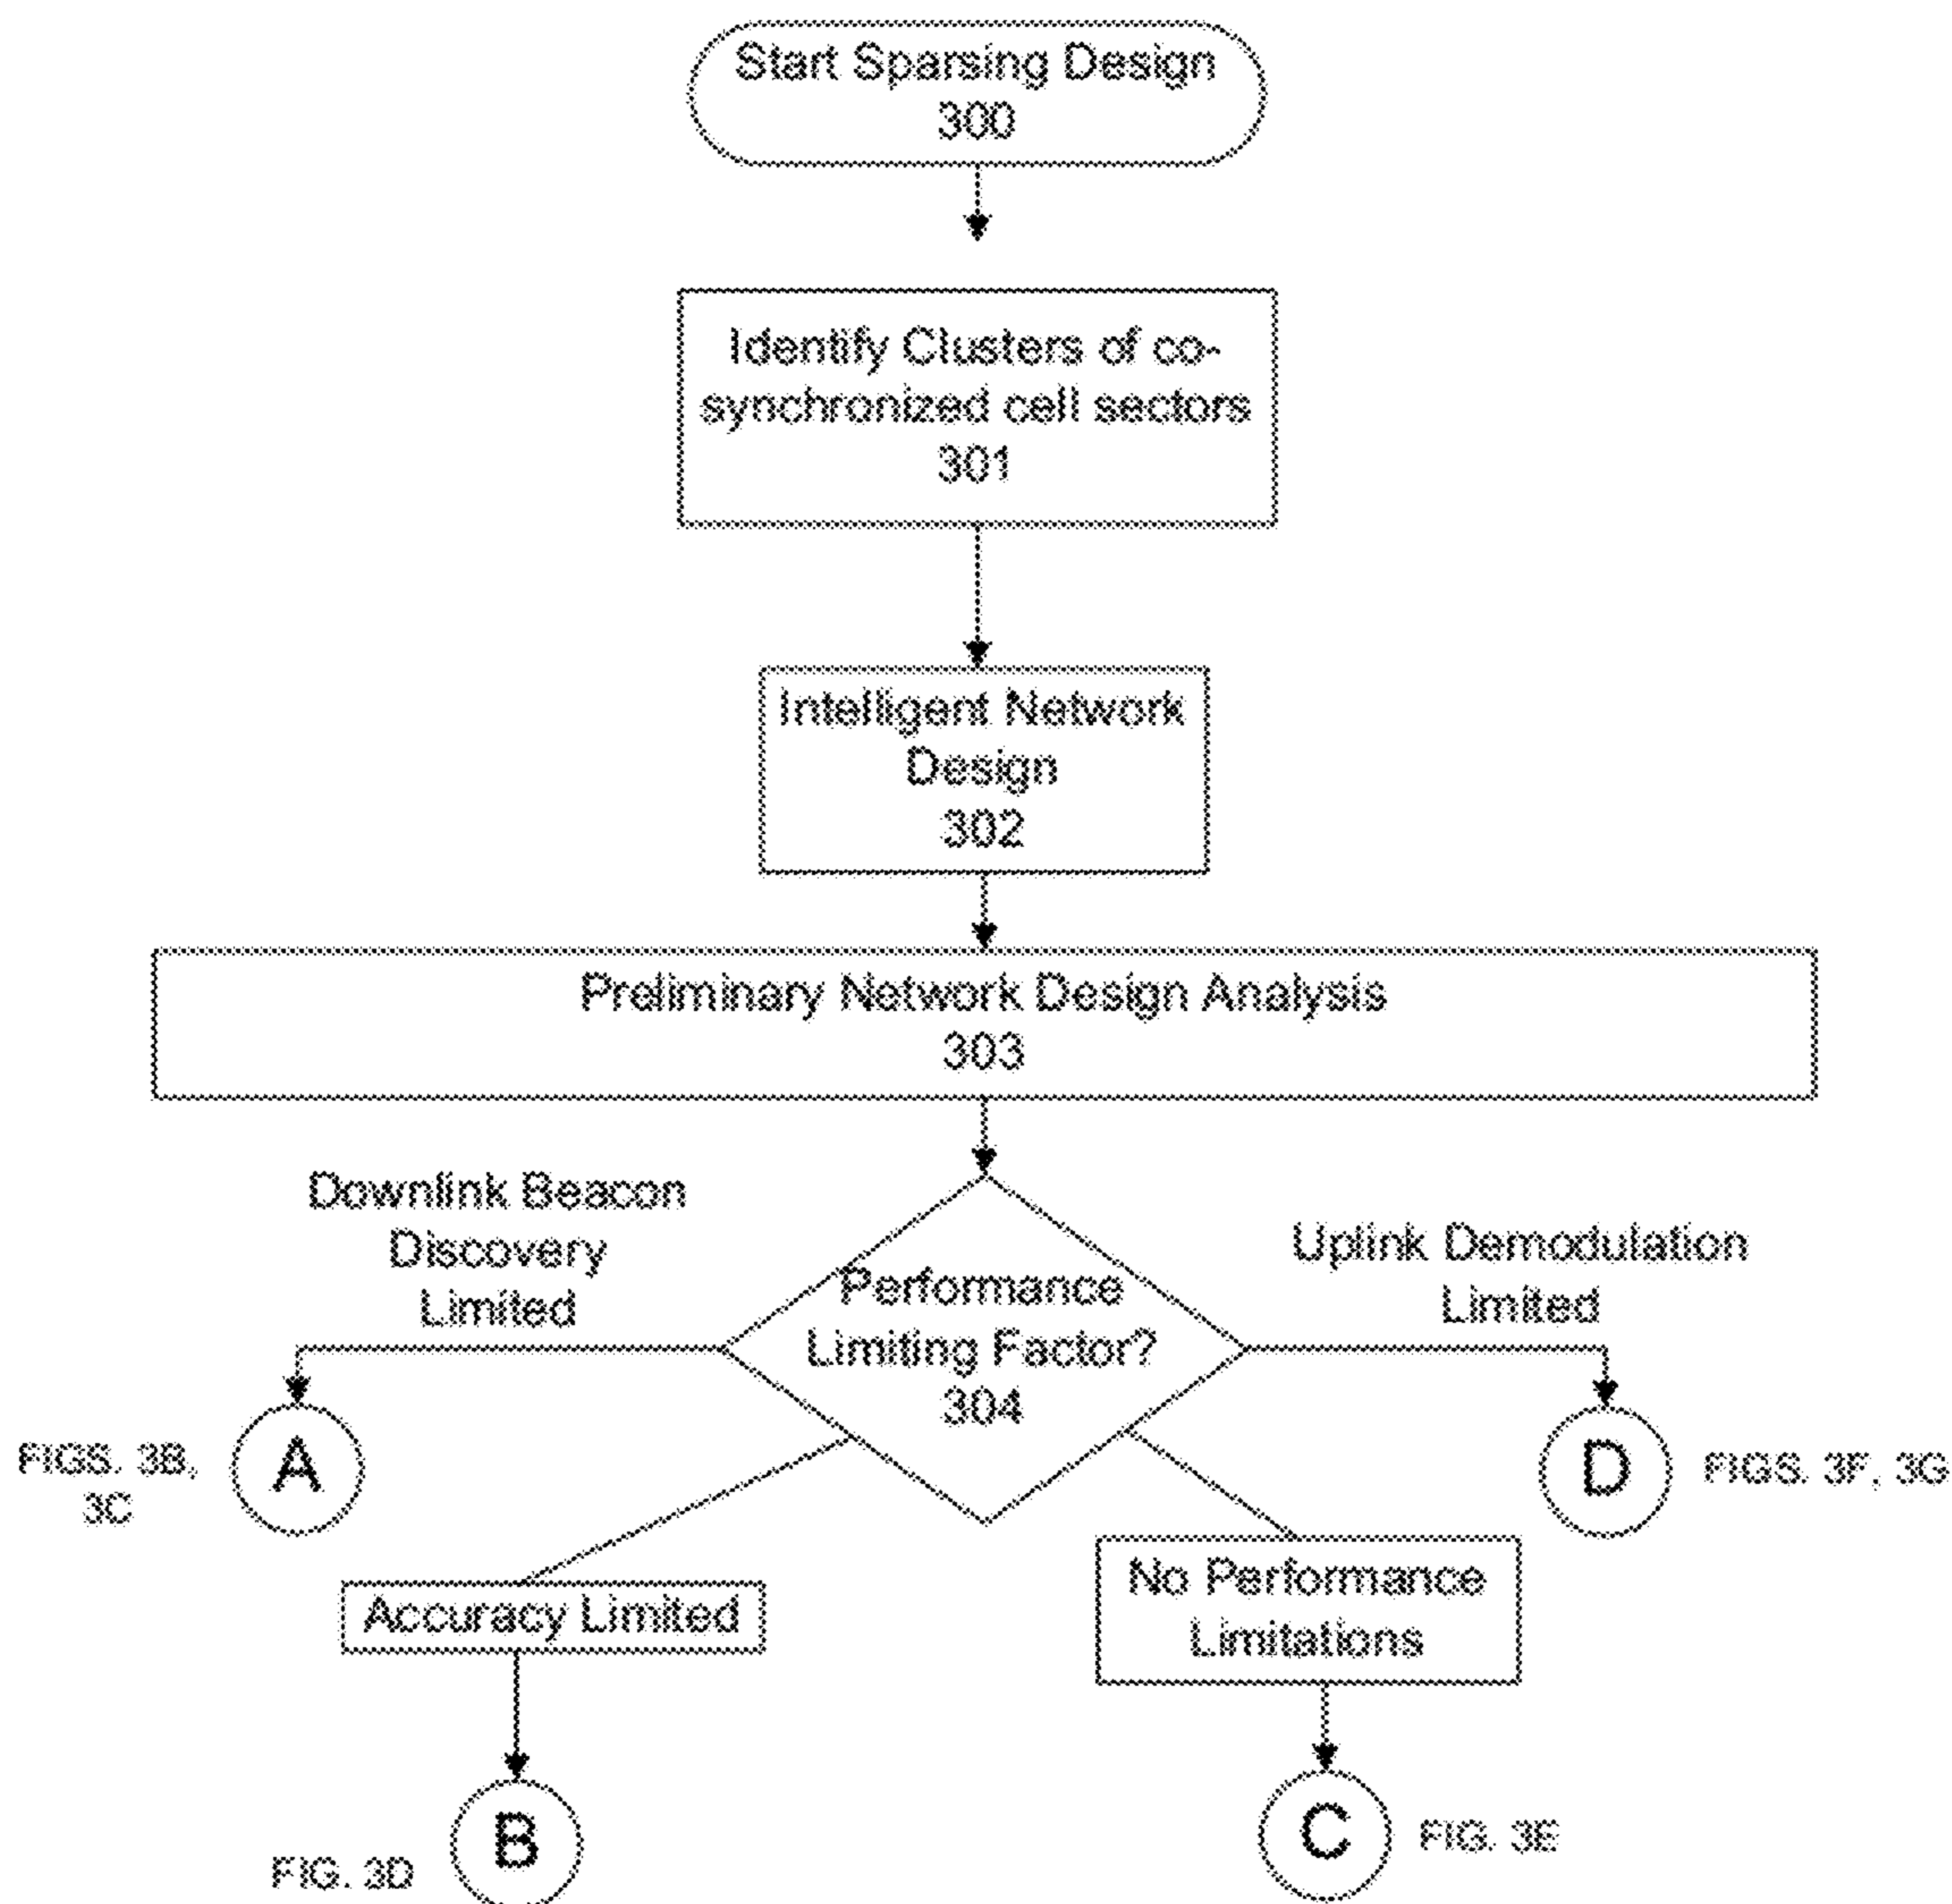 Start Sparsing Design
300
Identify Clusters of co-
synchronized cell sectors
301
Intelligent Network
Design
302
Preliminary Network Design Analysis
303
Downlink Beacon
Discovery
Limited
Uplink Demodulation
Limited
Performance
Limiting Factor?
304
FIGS. 3B,
3C
A
D
FIGS. 3F, 3G
Accuracy Limited
No Performance
Limitations
B
FIG. 3D
C
FIG. 3E